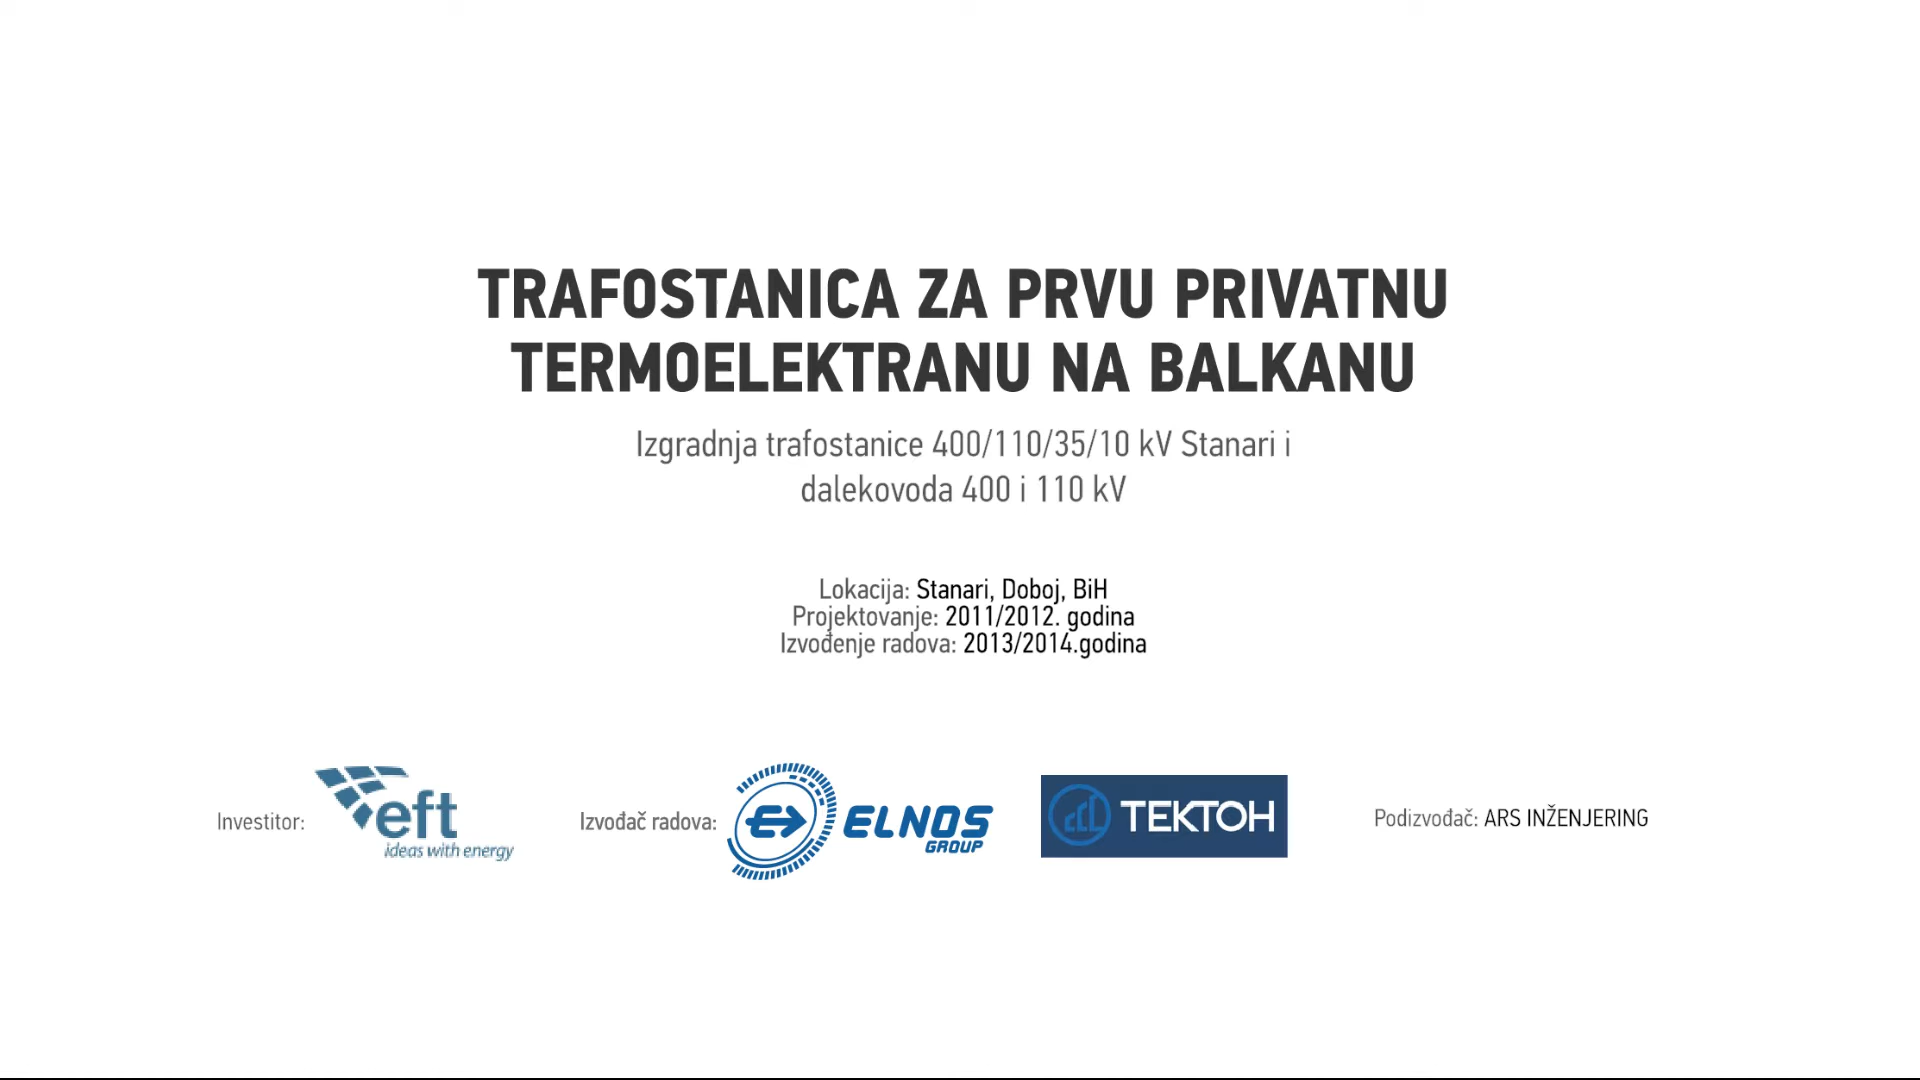 TRAFOSTANICA ZA PRVU PRIVATNU
TERMOELEKTRANU NA BALKANU
Izgradnja trafostanice 400/110/35/10 kV Stanari i
dalekovoda 400 i 110 kV
Lokacija: Stanari, Doboj, BiH
Projektovanje: 2011/2012. godina
Izvođenje radova: 2013/2014.godina
Investitor:
eft
ideas with energy
Izvođač radova:
ELNOS
GROUP
ТЕКТОН
Podizvođač: ARS INŽENJERING